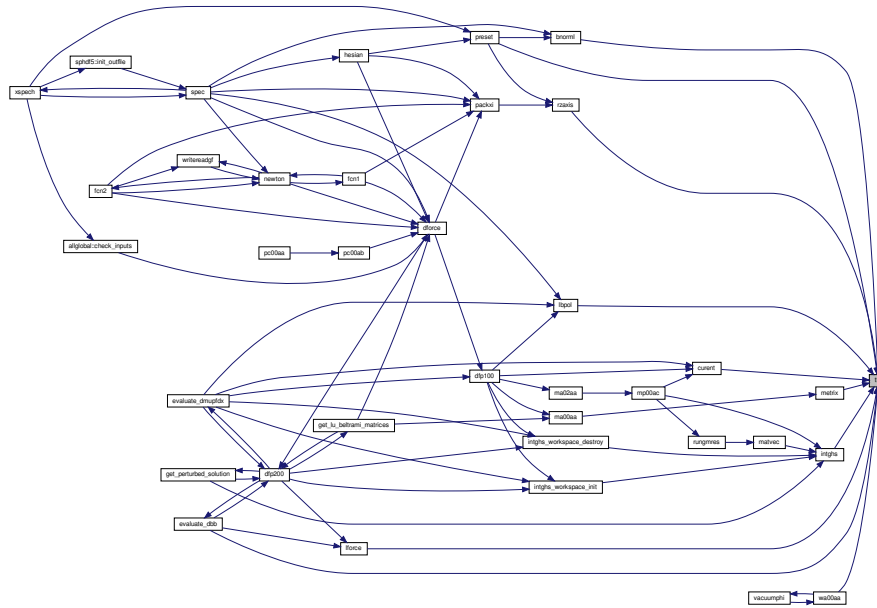 preset
bnorml
hesian
sphdf5::init_outfile
xspech
spec
packxi
rzaxis
writereadgf
newton
fcn1
fcn2
dforce
allglobal::check_inputs
pc00aa
pc00ab
lbpol
curent
dfp100
ma02aa
mp00ac
metrix
evaluate_dmupfdx
ma00aa
get_lu_beltrami_matrices
intghs_workspace_destroy
rungmres
matvec
intghs
get_perturbed_solution
dfp200
intghs_workspace_init
evaluate_dbb
lforce
vacuumphi
wa00aa